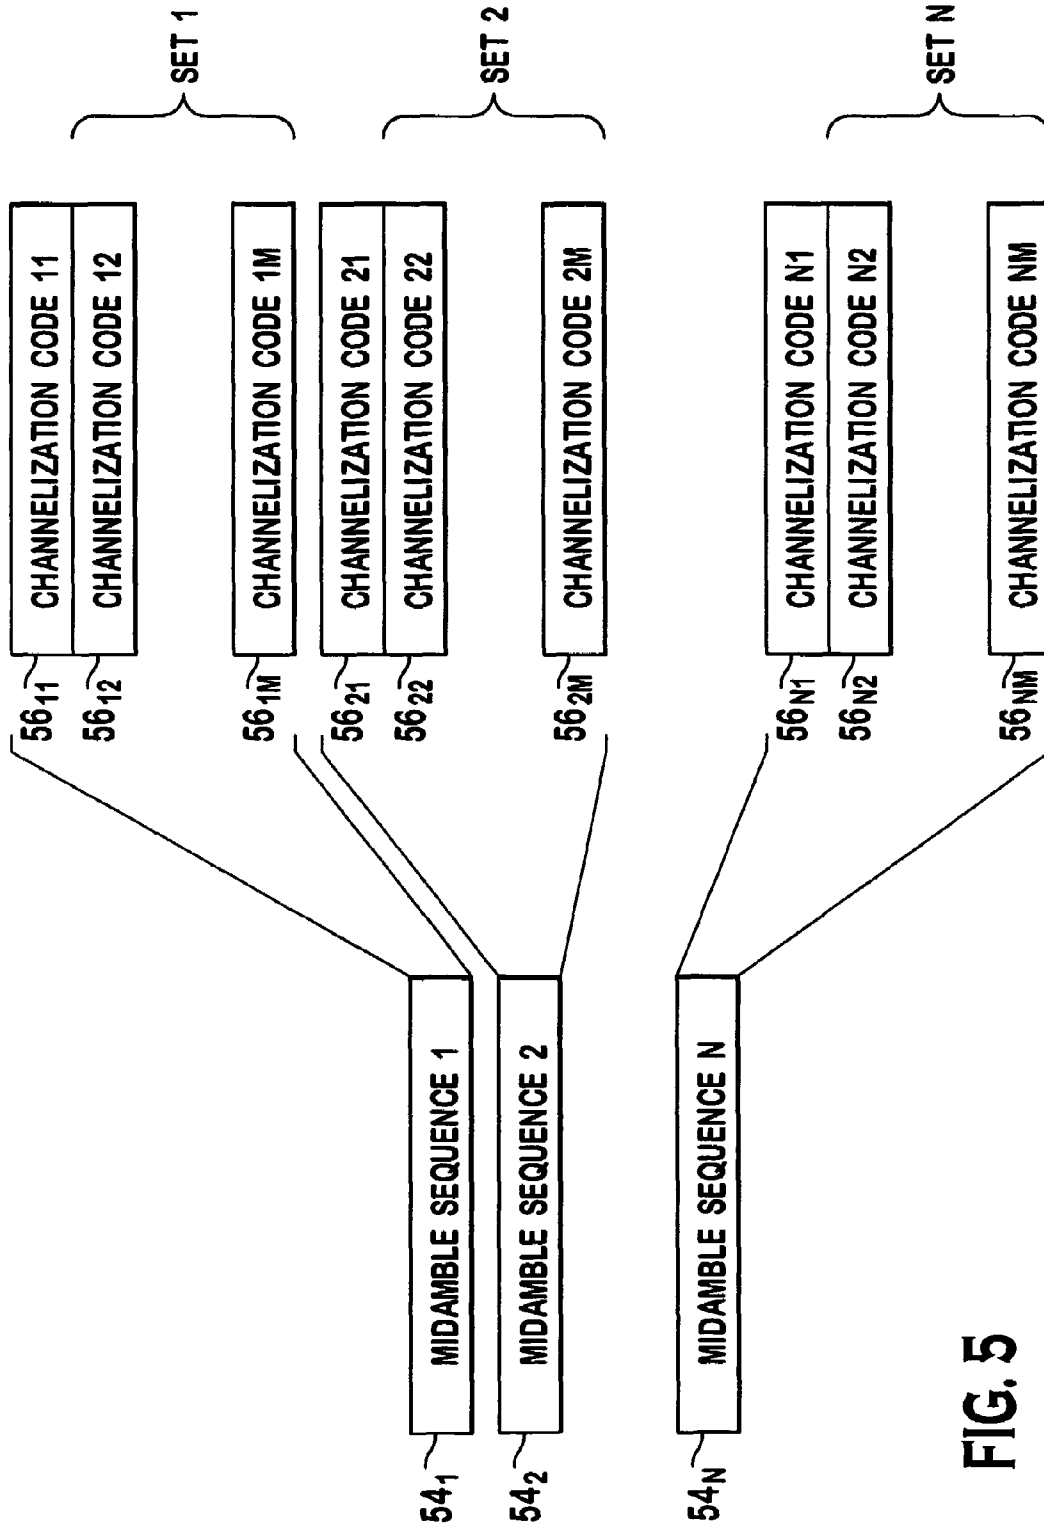 56₁₁ CHANNELIZATION CODE 11
56₁₂ CHANNELIZATION CODE 12
SET 1
56₁M CHANNELIZATION CODE 1M
56₂₁ CHANNELIZATION CODE 21
56₂₂ CHANNELIZATION CODE 22
SET 2
56₂M CHANNELIZATION CODE 2M
54₁ MIDAMBLE SEQUENCE 1
54₂ MIDAMBLE SEQUENCE 2
54N MIDAMBLE SEQUENCE N
56N1 CHANNELIZATION CODE N1
56N2 CHANNELIZATION CODE N2
SET N
56NM CHANNELIZATION CODE NM
FIG. 5